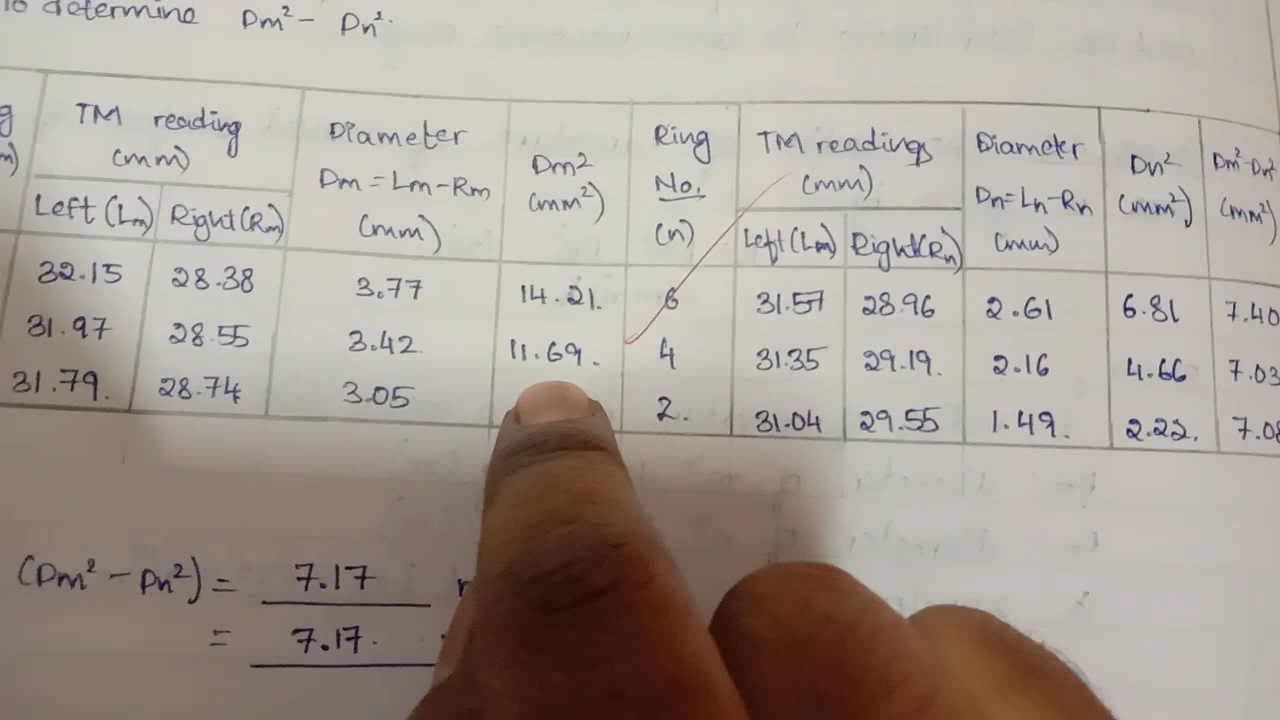 to determine Dm² - Dn².
TM reading (mm) Diameter Dm = Lm - Rm (mm) Dm² (mm²) Ring No. (n) TM readings (mm) Diameter Dn = Ln - Rn (mm) Dn² (mm²) Dm² - Dn² (mm²)
Left (Lm) Right (Rm) Left (Lm) Right (Rn)
32.15 28.38 3.77 14.21. 6 31.57 28.96 2.61 6.81 7.40
31.97 28.55 3.42 11.69. 4 31.35 29.19. 2.16 4.66 7.03
31.79. 28.74 3.05 2. 31.04 29.55 1.49. 2.22. 7.08
(Dm² - Dn²) = 7.17
= 7.17.